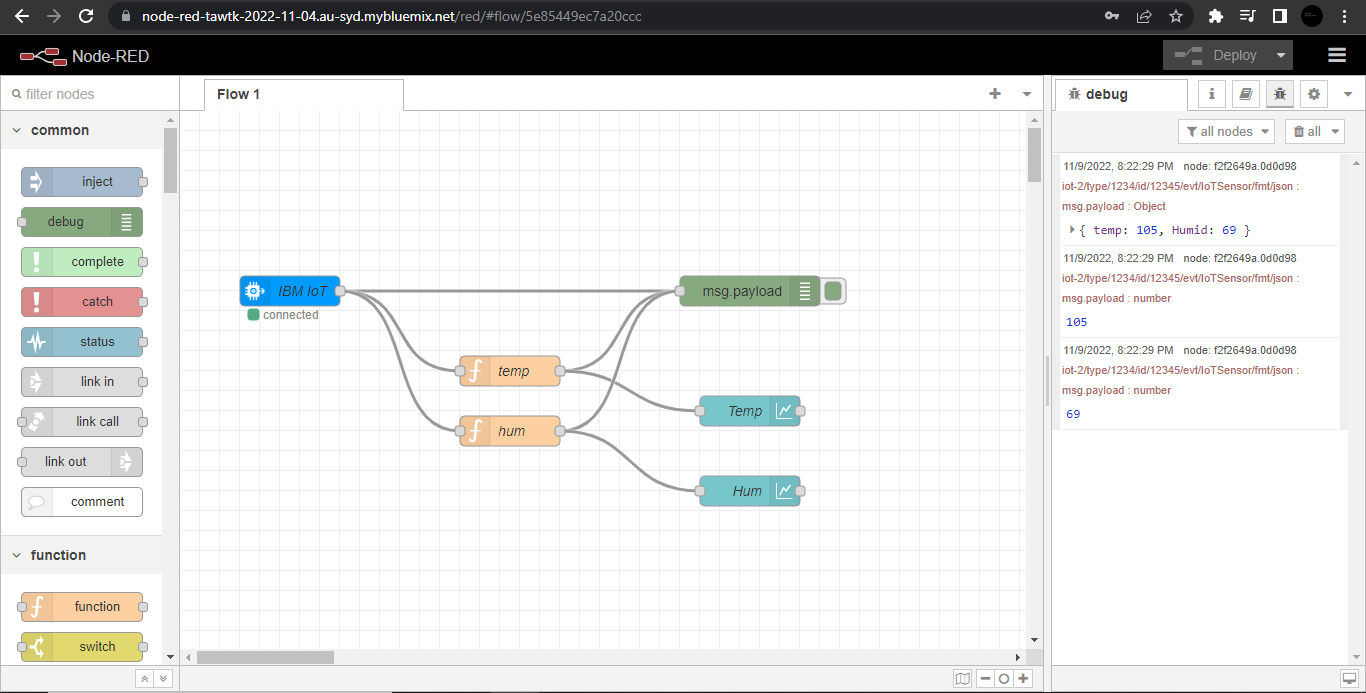 node-red-tawtk-2022-11-04.au-syd.mybluemix.net/red/#flow/5e85449ec7a20ccc
Node-RED
Deploy
filter nodes
common
inject
debug
complete
catch
status
link in
link call
link out
comment
function
function
switch
Flow 1
IBM IoT
connected
temp
hum
msg.payload
Temp
Hum
debug
all nodes
all
11/9/2022, 8:22:29 PM node: f2f2649a.0d0d98
iot-2/type/1234/id/12345/evt/IoTSensor/fmt/json :
msg.payload : Object
{ temp: 105, Humid: 69 }
11/9/2022, 8:22:29 PM node: f2f2649a.0d0d98
iot-2/type/1234/id/12345/evt/IoTSensor/fmt/json :
msg.payload : number
105
11/9/2022, 8:22:29 PM node: f2f2649a.0d0d98
iot-2/type/1234/id/12345/evt/IoTSensor/fmt/json :
msg.payload : number
69